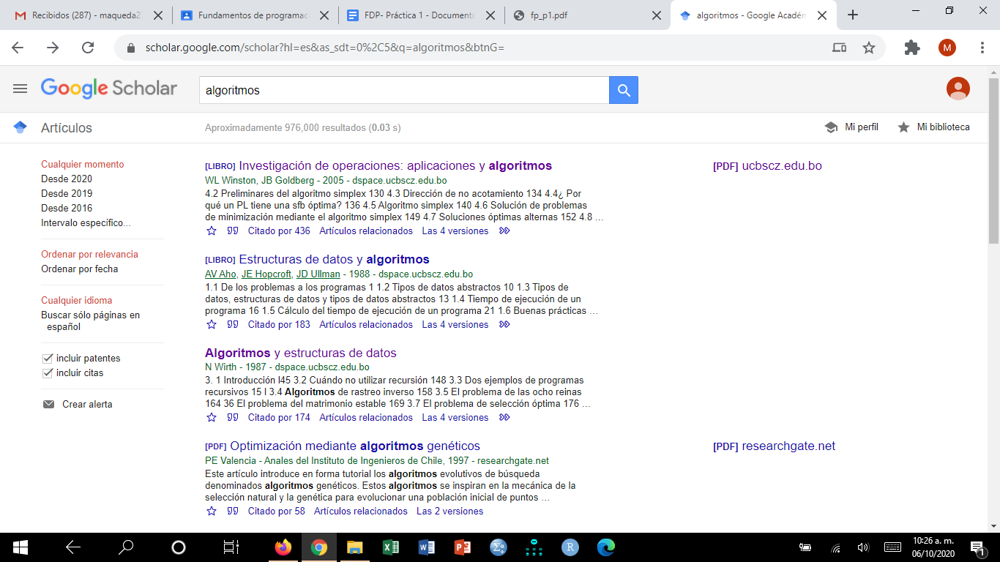 Recibidos (287) - maqueda2
Fundamentos de programac
FDP- Práctica 1 - Documento
fp_p1.pdf
algoritmos - Google Académ
scholar.google.com/scholar?hl=es&as_sdt=0%2C5&q=algoritmos&btnG=
M
Google Scholar
algoritmos
Artículos
Aproximadamente 976,000 resultados (0.03 s)
Mi perfil
Mi biblioteca
Cualquier momento
Desde 2020
Desde 2019
Desde 2016
Intervalo específico...
Ordenar por relevancia
Ordenar por fecha
Cualquier idioma
Buscar sólo páginas en
español
incluir patentes
incluir citas
Crear alerta
[LIBRO] Investigación de operaciones: aplicaciones y algoritmos
WL Winston, JB Goldberg - 2005 - dspace.ucbscz.edu.bo
4.2 Preliminares del algoritmo simplex 130 4.3 Dirección de no acotamiento 134 4.4¿ Por
qué un PL tiene una sfb óptima? 136 4.5 Algoritmo simplex 140 4.6 Solución de problemas
de minimización mediante el algoritmo simplex 149 4.7 Soluciones óptimas alternas 152 4.8 ...
Citado por 436 Artículos relacionados Las 4 versiones
[PDF] ucbscz.edu.bo
[LIBRO] Estructuras de datos y algoritmos
AV Aho, JE Hopcroft, JD Ullman - 1988 - dspace.ucbscz.edu.bo
1.1 De los problemas a los programas 1 1.2 Tipos de datos abstractos 10 1.3 Tipos de
datos, estructuras de datos y tipos de datos abstractos 13 1.4 Tiempo de ejecución de un
programa 16 1.5 Cálculo del tiempo de ejecución de un programa 21 1.6 Buenas prácticas ...
Citado por 183 Artículos relacionados Las 4 versiones
Algoritmos y estructuras de datos
N Wirth - 1987 - dspace.ucbscz.edu.bo
3. 1 Introducción I45 3.2 Cuándo no utilizar recursión 148 3.3 Dos ejemplos de programas
recursivos 15 l 3.4 Algoritmos de rastreo inverso 158 3.5 El problema de las ocho reinas
164 36 El problema del matrimonio estable 169 3.7 El problema de selección óptima 176 ...
Citado por 174 Artículos relacionados Las 4 versiones
[PDF] Optimización mediante algoritmos genéticos
PE Valencia - Anales del Instituto de Ingenieros de Chile, 1997 - researchgate.net
Este artículo introduce en forma tutorial los algoritmos evolutivos de búsqueda
denominados algoritmos genéticos. Estos algoritmos se inspiran en la mecánica de la
selección natural y la genética para evolucionar una población inicial de puntos ...
Citado por 58 Artículos relacionados Las 2 versiones
[PDF] researchgate.net
10:26 a. m.
06/10/2020
1